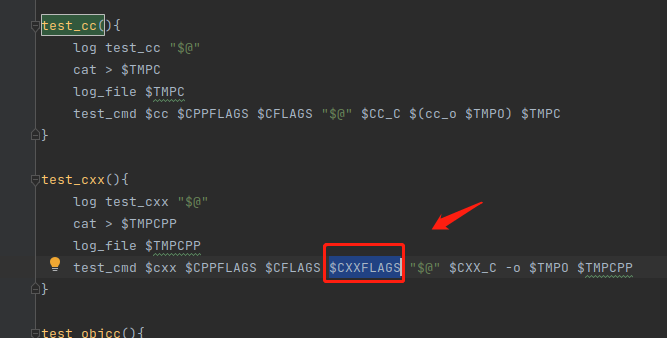 test_cc(){
log test_cc "$@"
cat > $TMPC
log_file $TMPC
test_cmd $cc $CPPFLAGS $CFLAGS "$@" $CC_C $(cc_o $TMPO) $TMPC
}
test_cxx(){
log test_cxx "$@"
cat > $TMPCPP
log_file $TMPCPP
test_cmd $cxx $CPPFLAGS $CFLAGS $CXXFLAGS "$@" $CXX_C -o $TMPO $TMPCPP
}
test_objcc(){